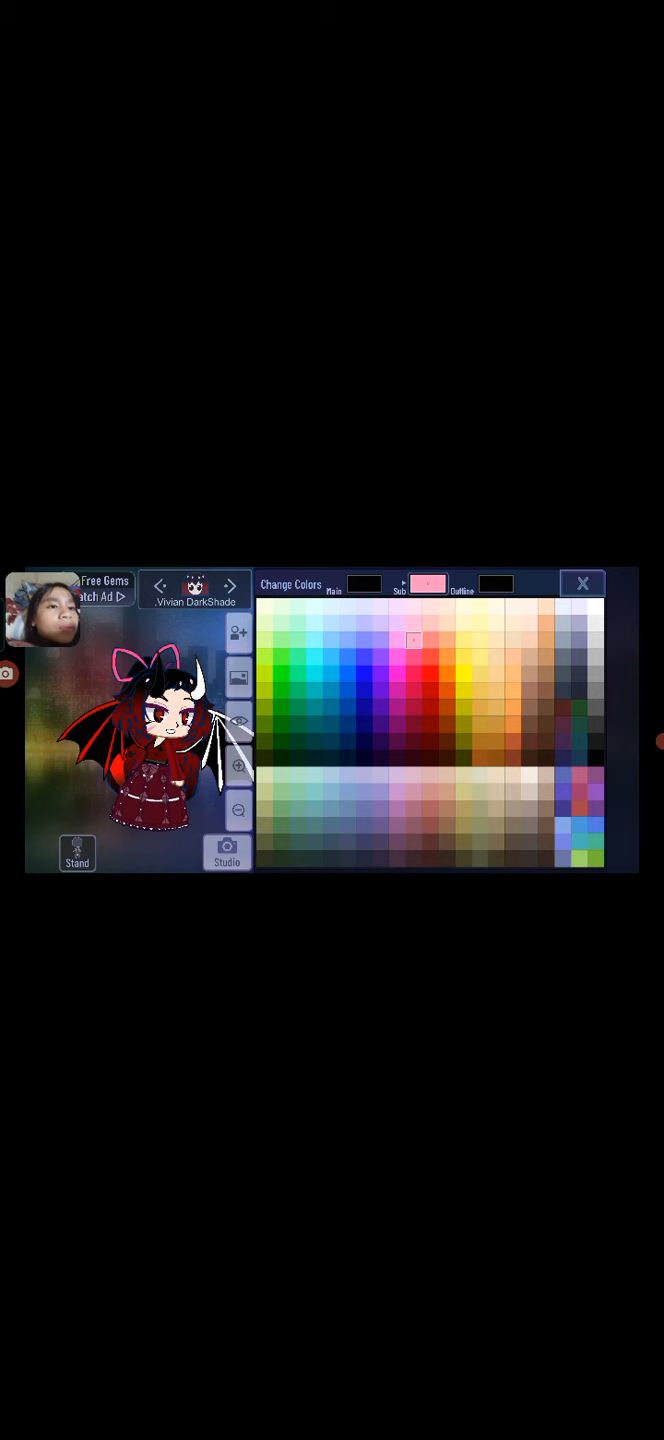 Free Gems
atch Ad
.Vivian DarkShade
Change Colors
Main
Sub
Outline
X
Stand
Studio